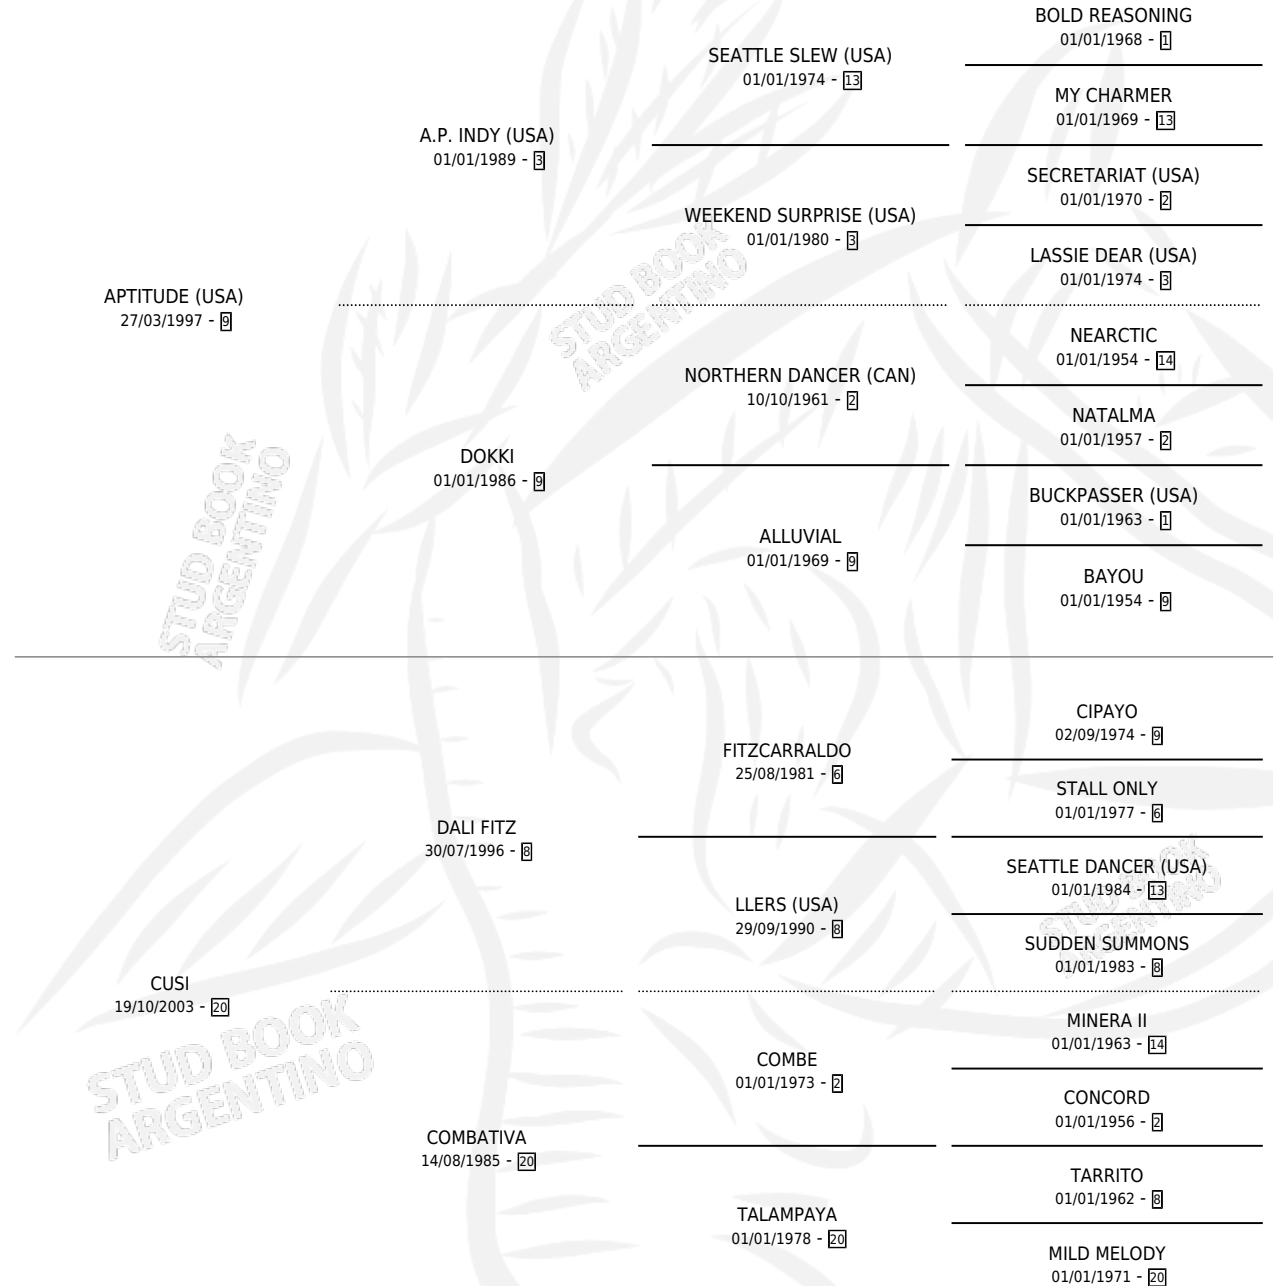 BOLD REASONING
01/01/1968 - 1
SEATTLE SLEW (USA)
01/01/1974 - 13
MY CHARMER
01/01/1969 - 13
A.P. INDY (USA)
01/01/1989 - 3
SECRETARIAT (USA)
01/01/1970 - 2
WEEKEND SURPRISE (USA)
01/01/1980 - 3
LASSIE DEAR (USA)
01/01/1974 - 3
APTITUDE (USA)
27/03/1997 - 9
NEARCTIC
01/01/1954 - 14
NORTHERN DANCER (CAN)
10/10/1961 - 2
NATALMA
01/01/1957 - 2
DOKKI
01/01/1986 - 9
BUCKPASSER (USA)
01/01/1963 - 1
ALLUVIAL
01/01/1969 - 9
BAYOU
01/01/1954 - 9
STUD BOOK
ARGENTINO
STUD BOOK
ARGENTINO
CIPAYO
02/09/1974 - 9
FITZCARRALDO
25/08/1981 - 6
STALL ONLY
01/01/1977 - 6
DALI FITZ
30/07/1996 - 8
SEATTLE DANCER (USA)
01/01/1984 - 13
LLERS (USA)
29/09/1990 - 8
SUDDEN SUMMONS
01/01/1983 - 8
STUD BOOK
ARGENTINO
CUSI
19/10/2003 - 20
MINERA II
01/01/1963 - 14
COMBE
01/01/1973 - 2
CONCORD
01/01/1956 - 2
COMBATIVA
14/08/1985 - 20
TARRITO
01/01/1962 - 8
TALAMPAYA
01/01/1978 - 20
MILD MELODY
01/01/1971 - 20
STUD BOOK
ARGENTINO